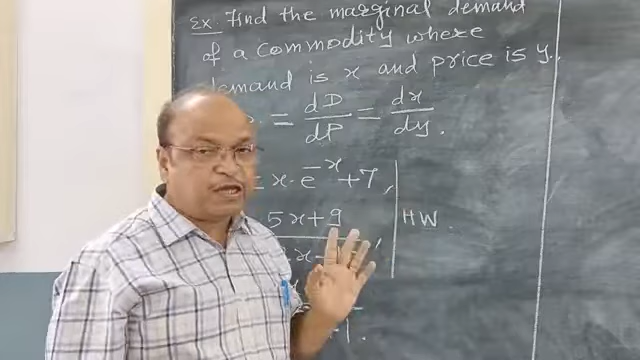 Ex. Find the marginal demand
of a commodity where
demand is x and price is y.
= dD/dP = dx/dy.
= x·e^-x + 7,
5x+9
HW.